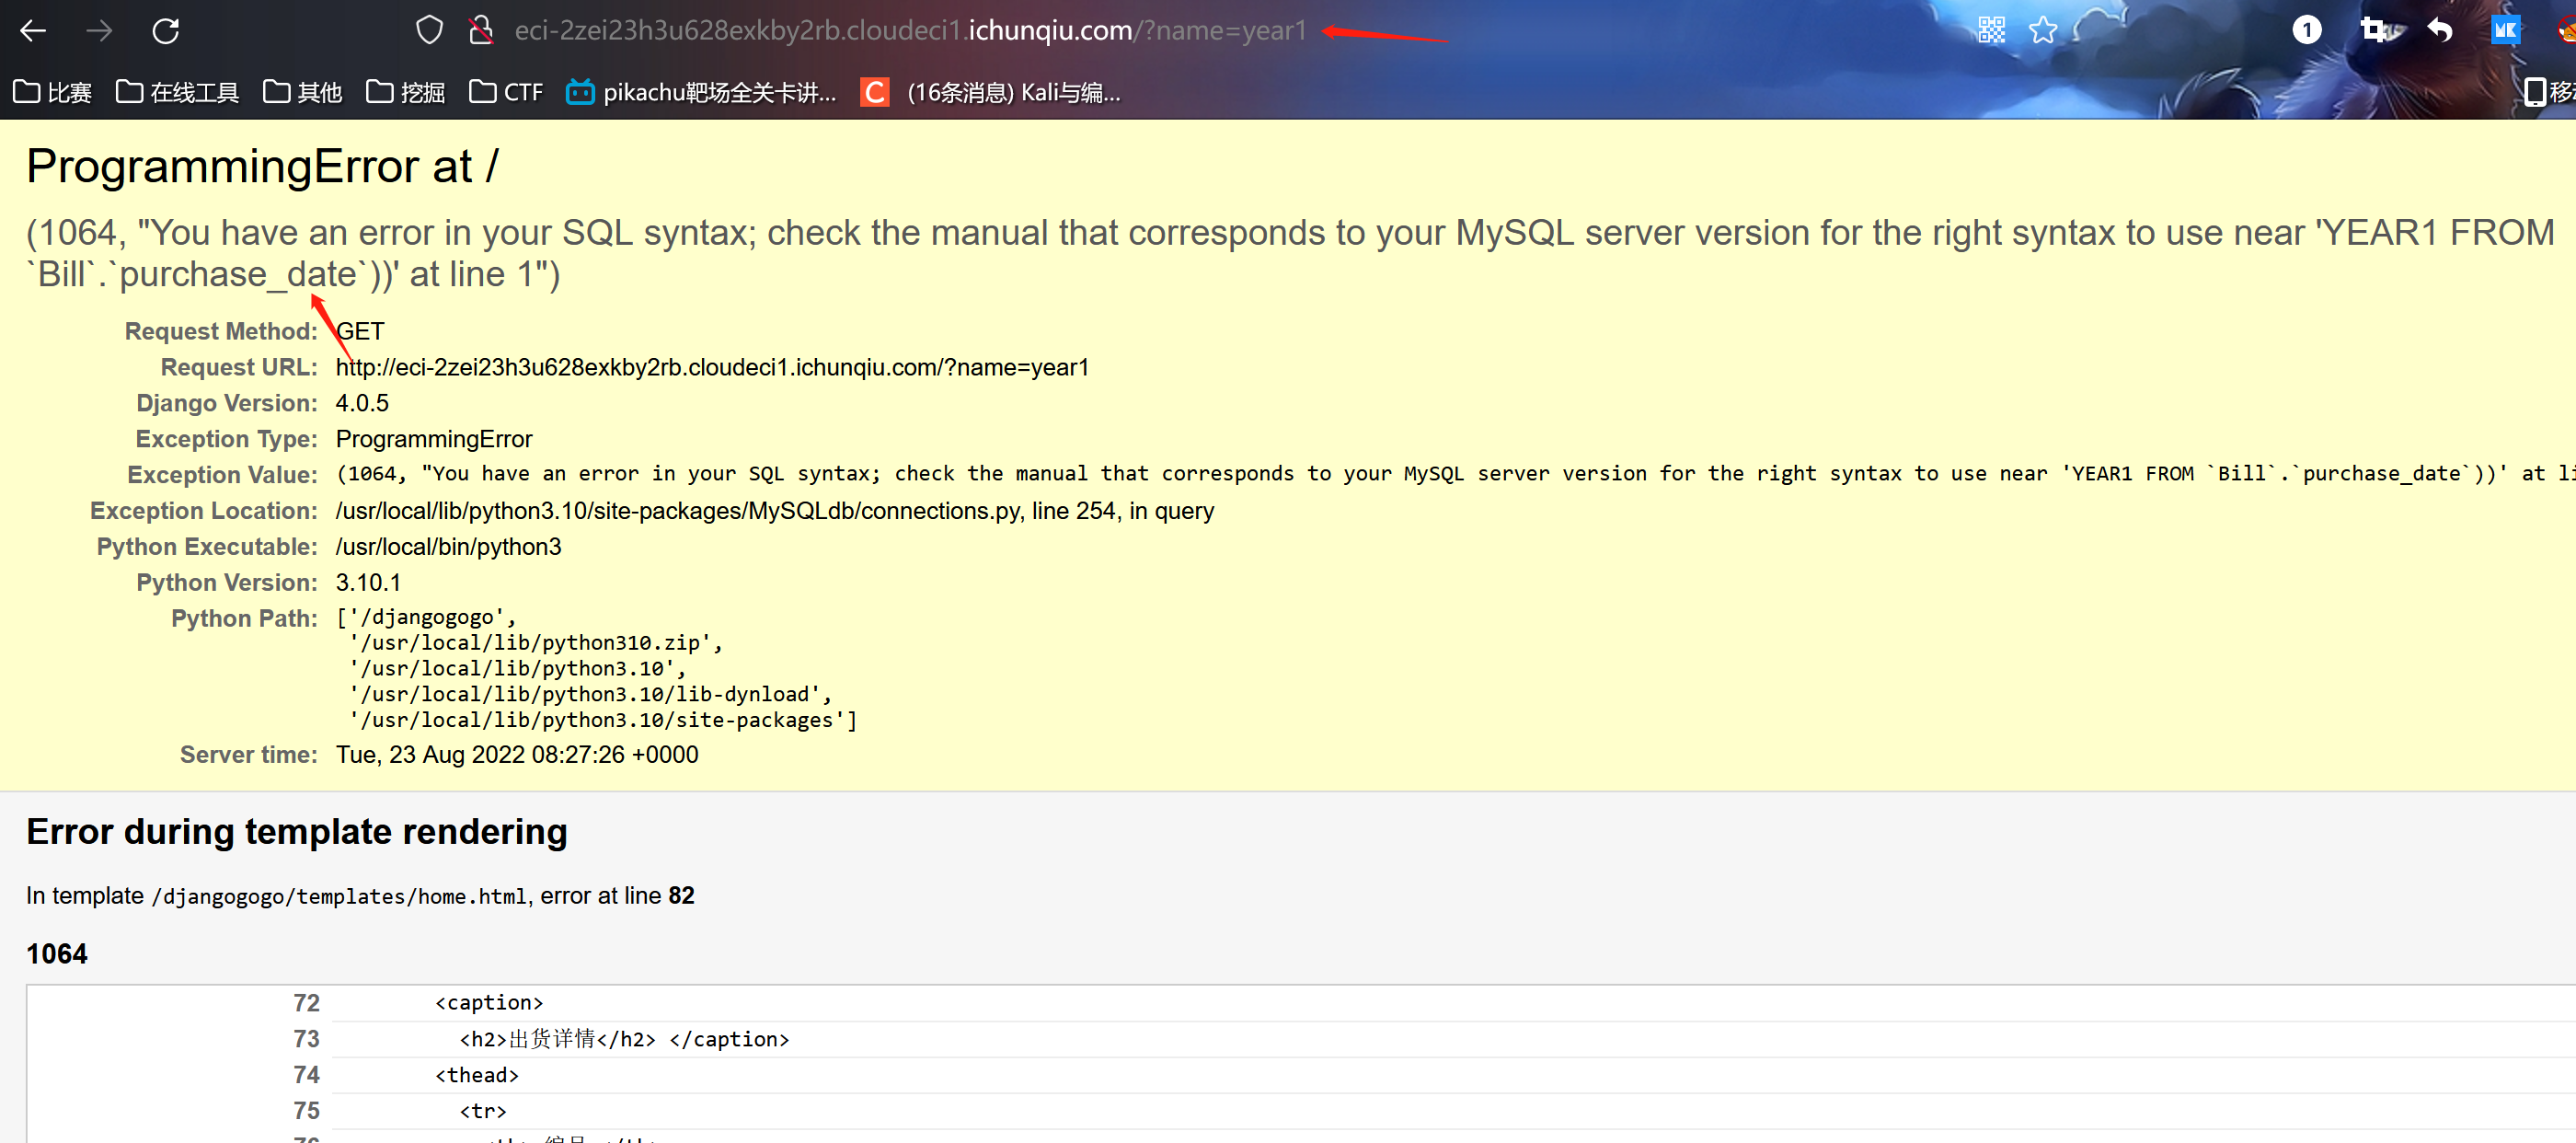 eci-2zei23h3u628exkby2rb.cloudeci1.ichunqiu.com/?name=year1
1
MK
比赛 在线工具 其他 挖掘 CTF pikachu靶场全关卡讲... C (16条消息) Kali与编...
ProgrammingError at /
(1064, "You have an error in your SQL syntax; check the manual that corresponds to your MySQL server version for the right syntax to use near 'YEAR1 FROM
`Bill`.`purchase_date`))' at line 1")
Request Method: GET
Request URL: http://eci-2zei23h3u628exkby2rb.cloudeci1.ichunqiu.com/?name=year1
Django Version: 4.0.5
Exception Type: ProgrammingError
Exception Value: (1064, "You have an error in your SQL syntax; check the manual that corresponds to your MySQL server version for the right syntax to use near 'YEAR1 FROM `Bill`.`purchase_date`))' at
Exception Location: /usr/local/lib/python3.10/site-packages/MySQLdb/connections.py, line 254, in query
Python Executable: /usr/local/bin/python3
Python Version: 3.10.1
Python Path: ['/djangogogo',
'/usr/local/lib/python310.zip',
'/usr/local/lib/python3.10',
'/usr/local/lib/python3.10/lib-dynload',
'/usr/local/lib/python3.10/site-packages']
Server time: Tue, 23 Aug 2022 08:27:26 +0000
Error during template rendering
In template /djangogogo/templates/home.html, error at line 82
1064
72 <caption>
73 <h2>出货详情</h2> </caption>
74 <thead>
75 <tr>